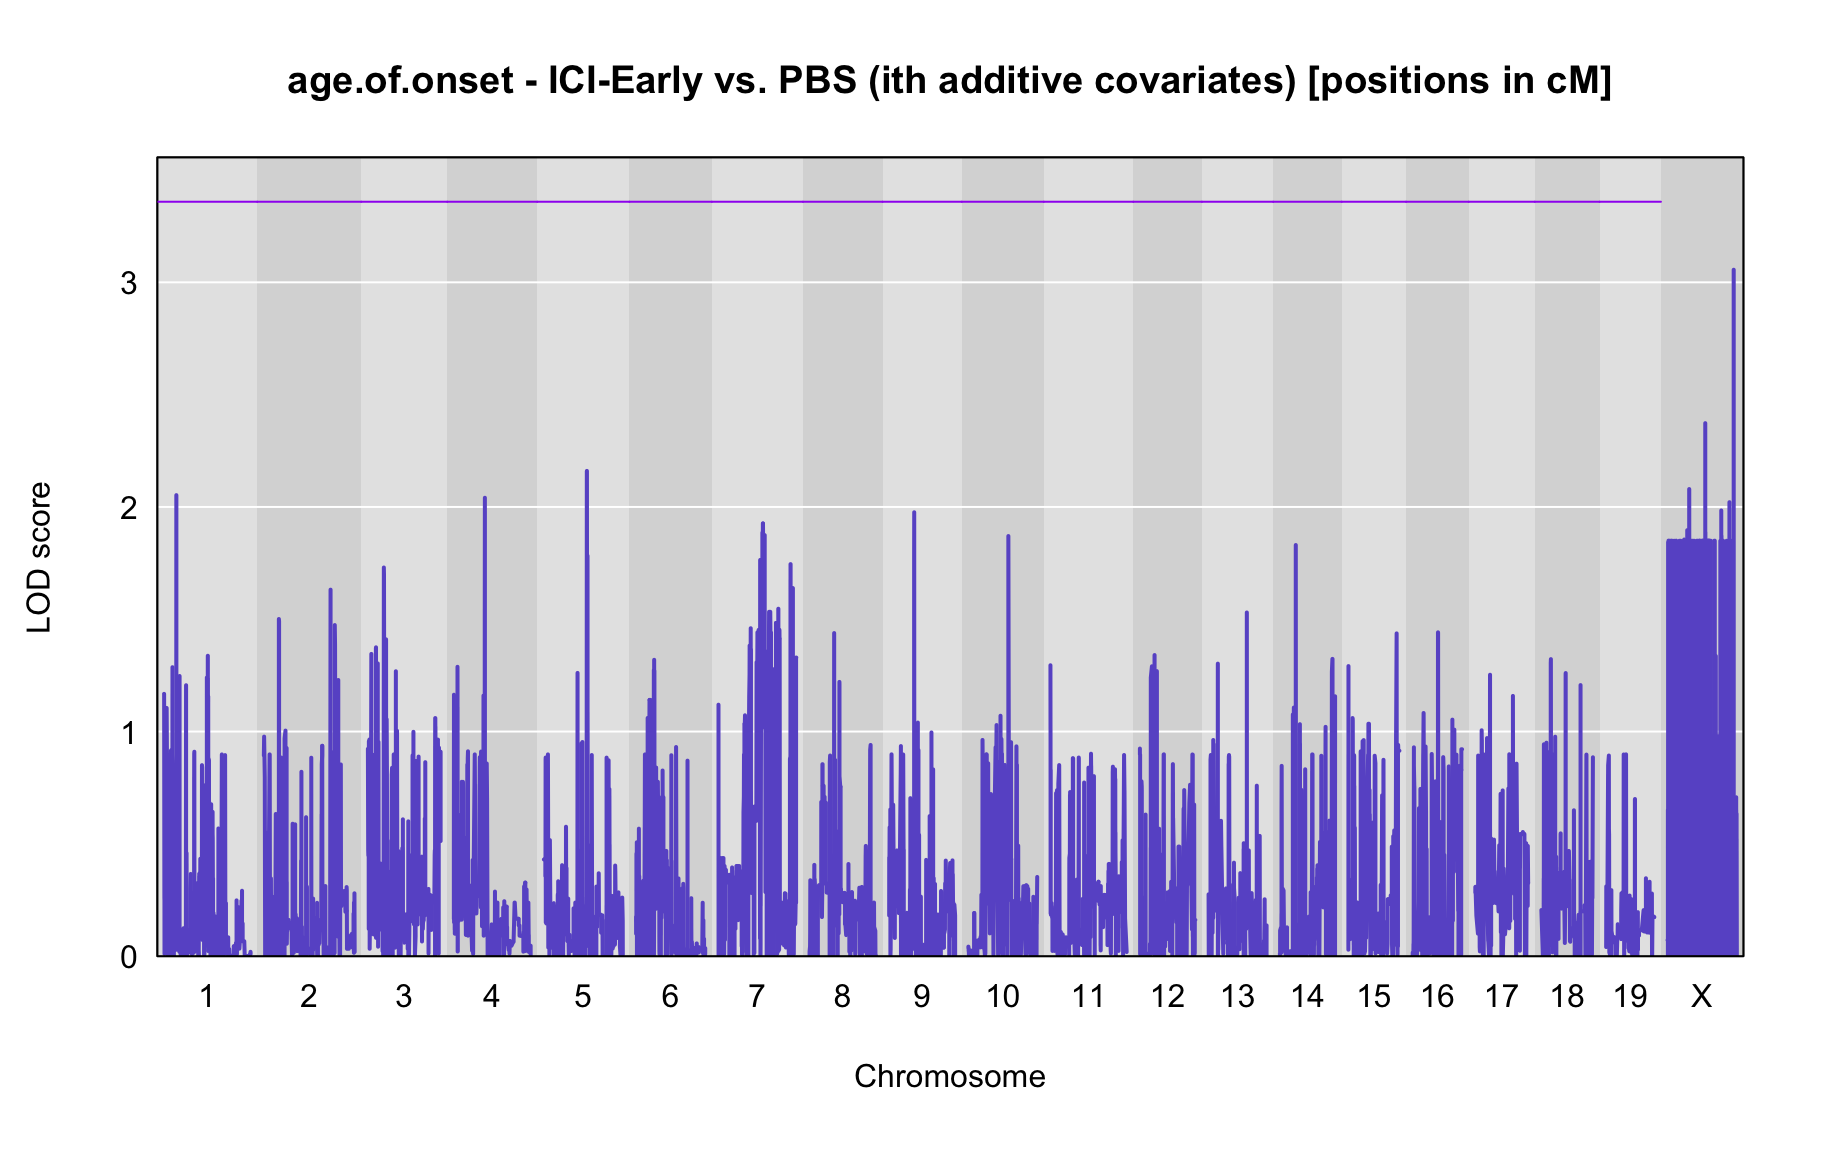 age.of.onset - ICI-Early vs. PBS (ith additive covariates) [positions in cM]
LOD score
3
2
1
0
1 2 3 4 5 6 7 8 9 10 11 12 13 14 15 16 17 18 19 X
Chromosome